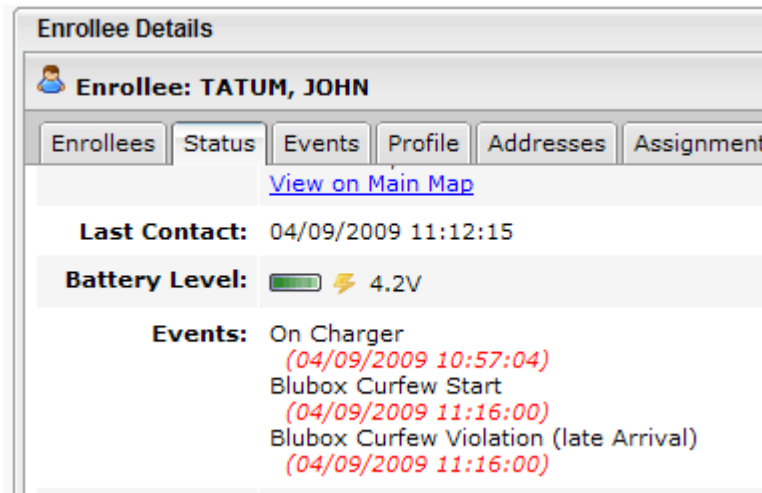 Enrollee Details
Enrollee: TATUM, JOHN
Enrollees Status Events Profile Addresses Assignment
View on Main Map
Last Contact: 04/09/2009 11:12:15
Battery Level: 4.2V
Events: On Charger
(04/09/2009 10:57:04)
Blubox Curfew Start
(04/09/2009 11:16:00)
Blubox Curfew Violation (late Arrival)
(04/09/2009 11:16:00)